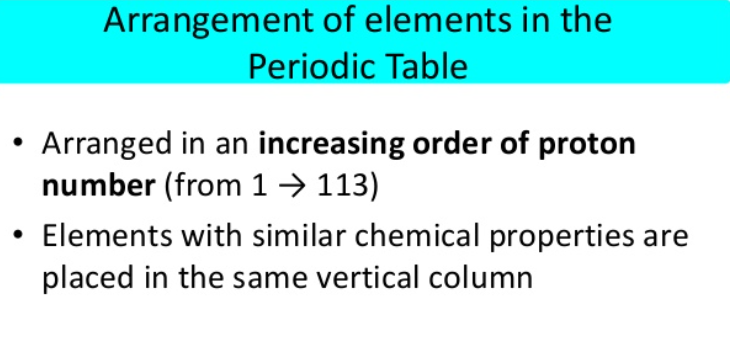 Arrangement of elements in the
Periodic Table
• Arranged in an increasing order of proton
number (from 1 → 113)
• Elements with similar chemical properties are
placed in the same vertical column